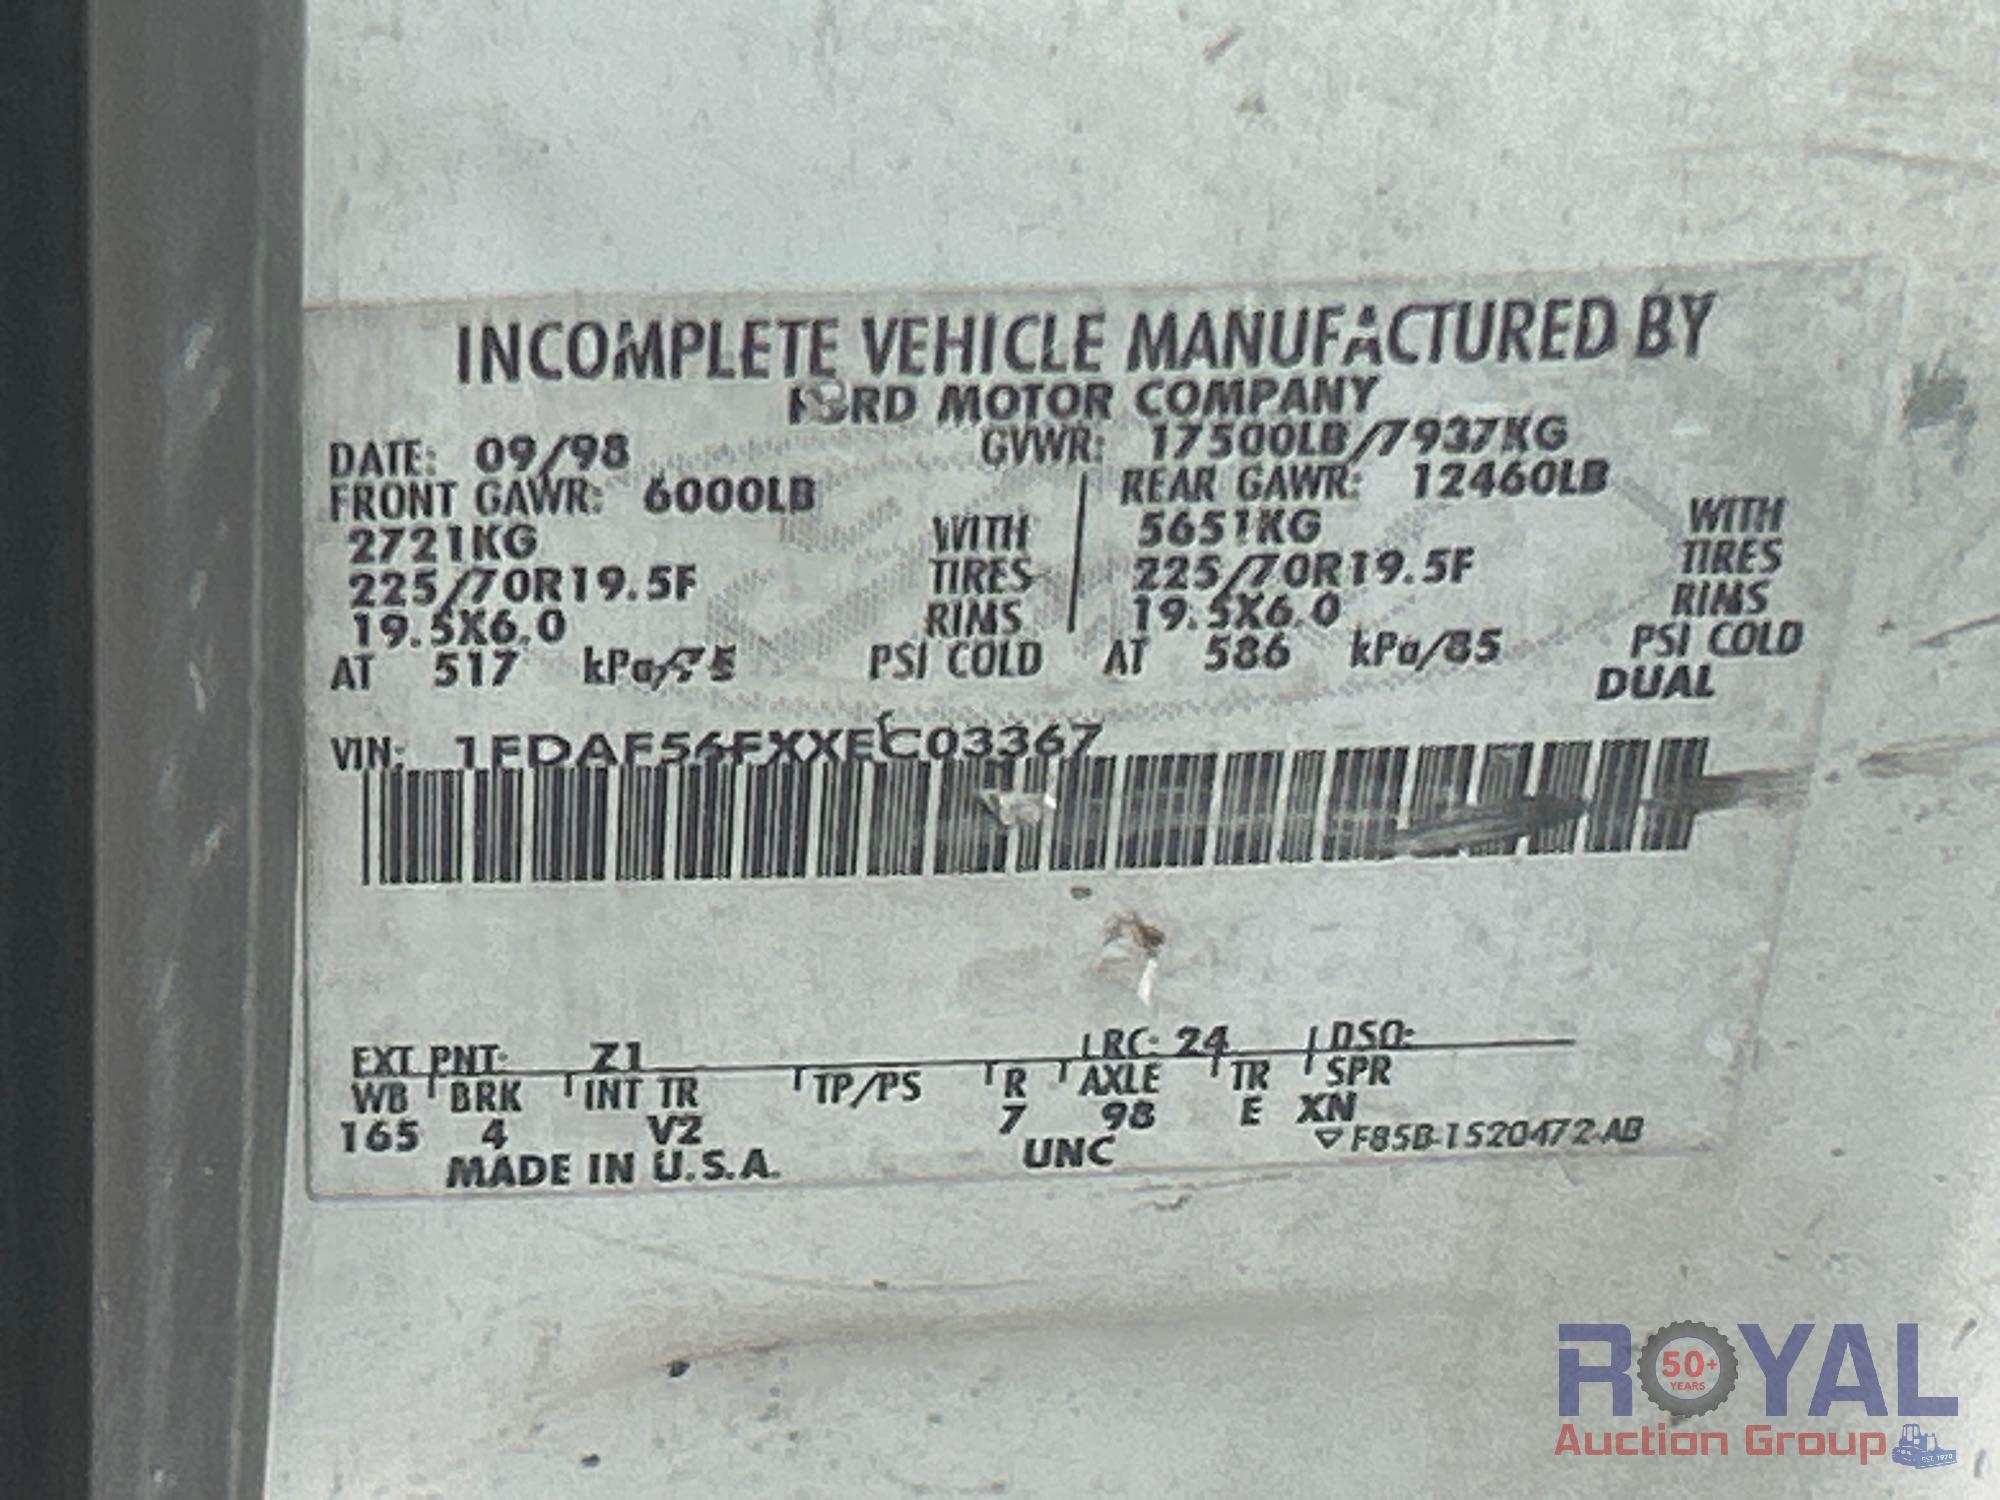 INCOMPLETE VEHICLE MANUFACTURED BY
FORD MOTOR COMPANY
DATE: 09/98 GVWR: 17500LB/7937KG
FRONT GAWR: 6000LB REAR GAWR: 12460LB
2721KG WITH 5651KG WITH
225/70R19.5F TIRES 225/70R19.5F TIRES
19.5X6.0 RIMS 19.5X6.0 RIMS
AT 517 kPa/75 PSI COLD AT 586 kPa/85 PSI COLD
DUAL
VIN: 1FDAF56FXXEC03367
EXT PNT: Z1 RC: 24 DSO:
WB BRK INT TR TP/PS R AXLE TR SPR
165 4 V2 7 98 E XN
MADE IN U.S.A. UNC F85B-1520472-AB
ROYAL
50+
YEARS
Auction Group
EST. 1970